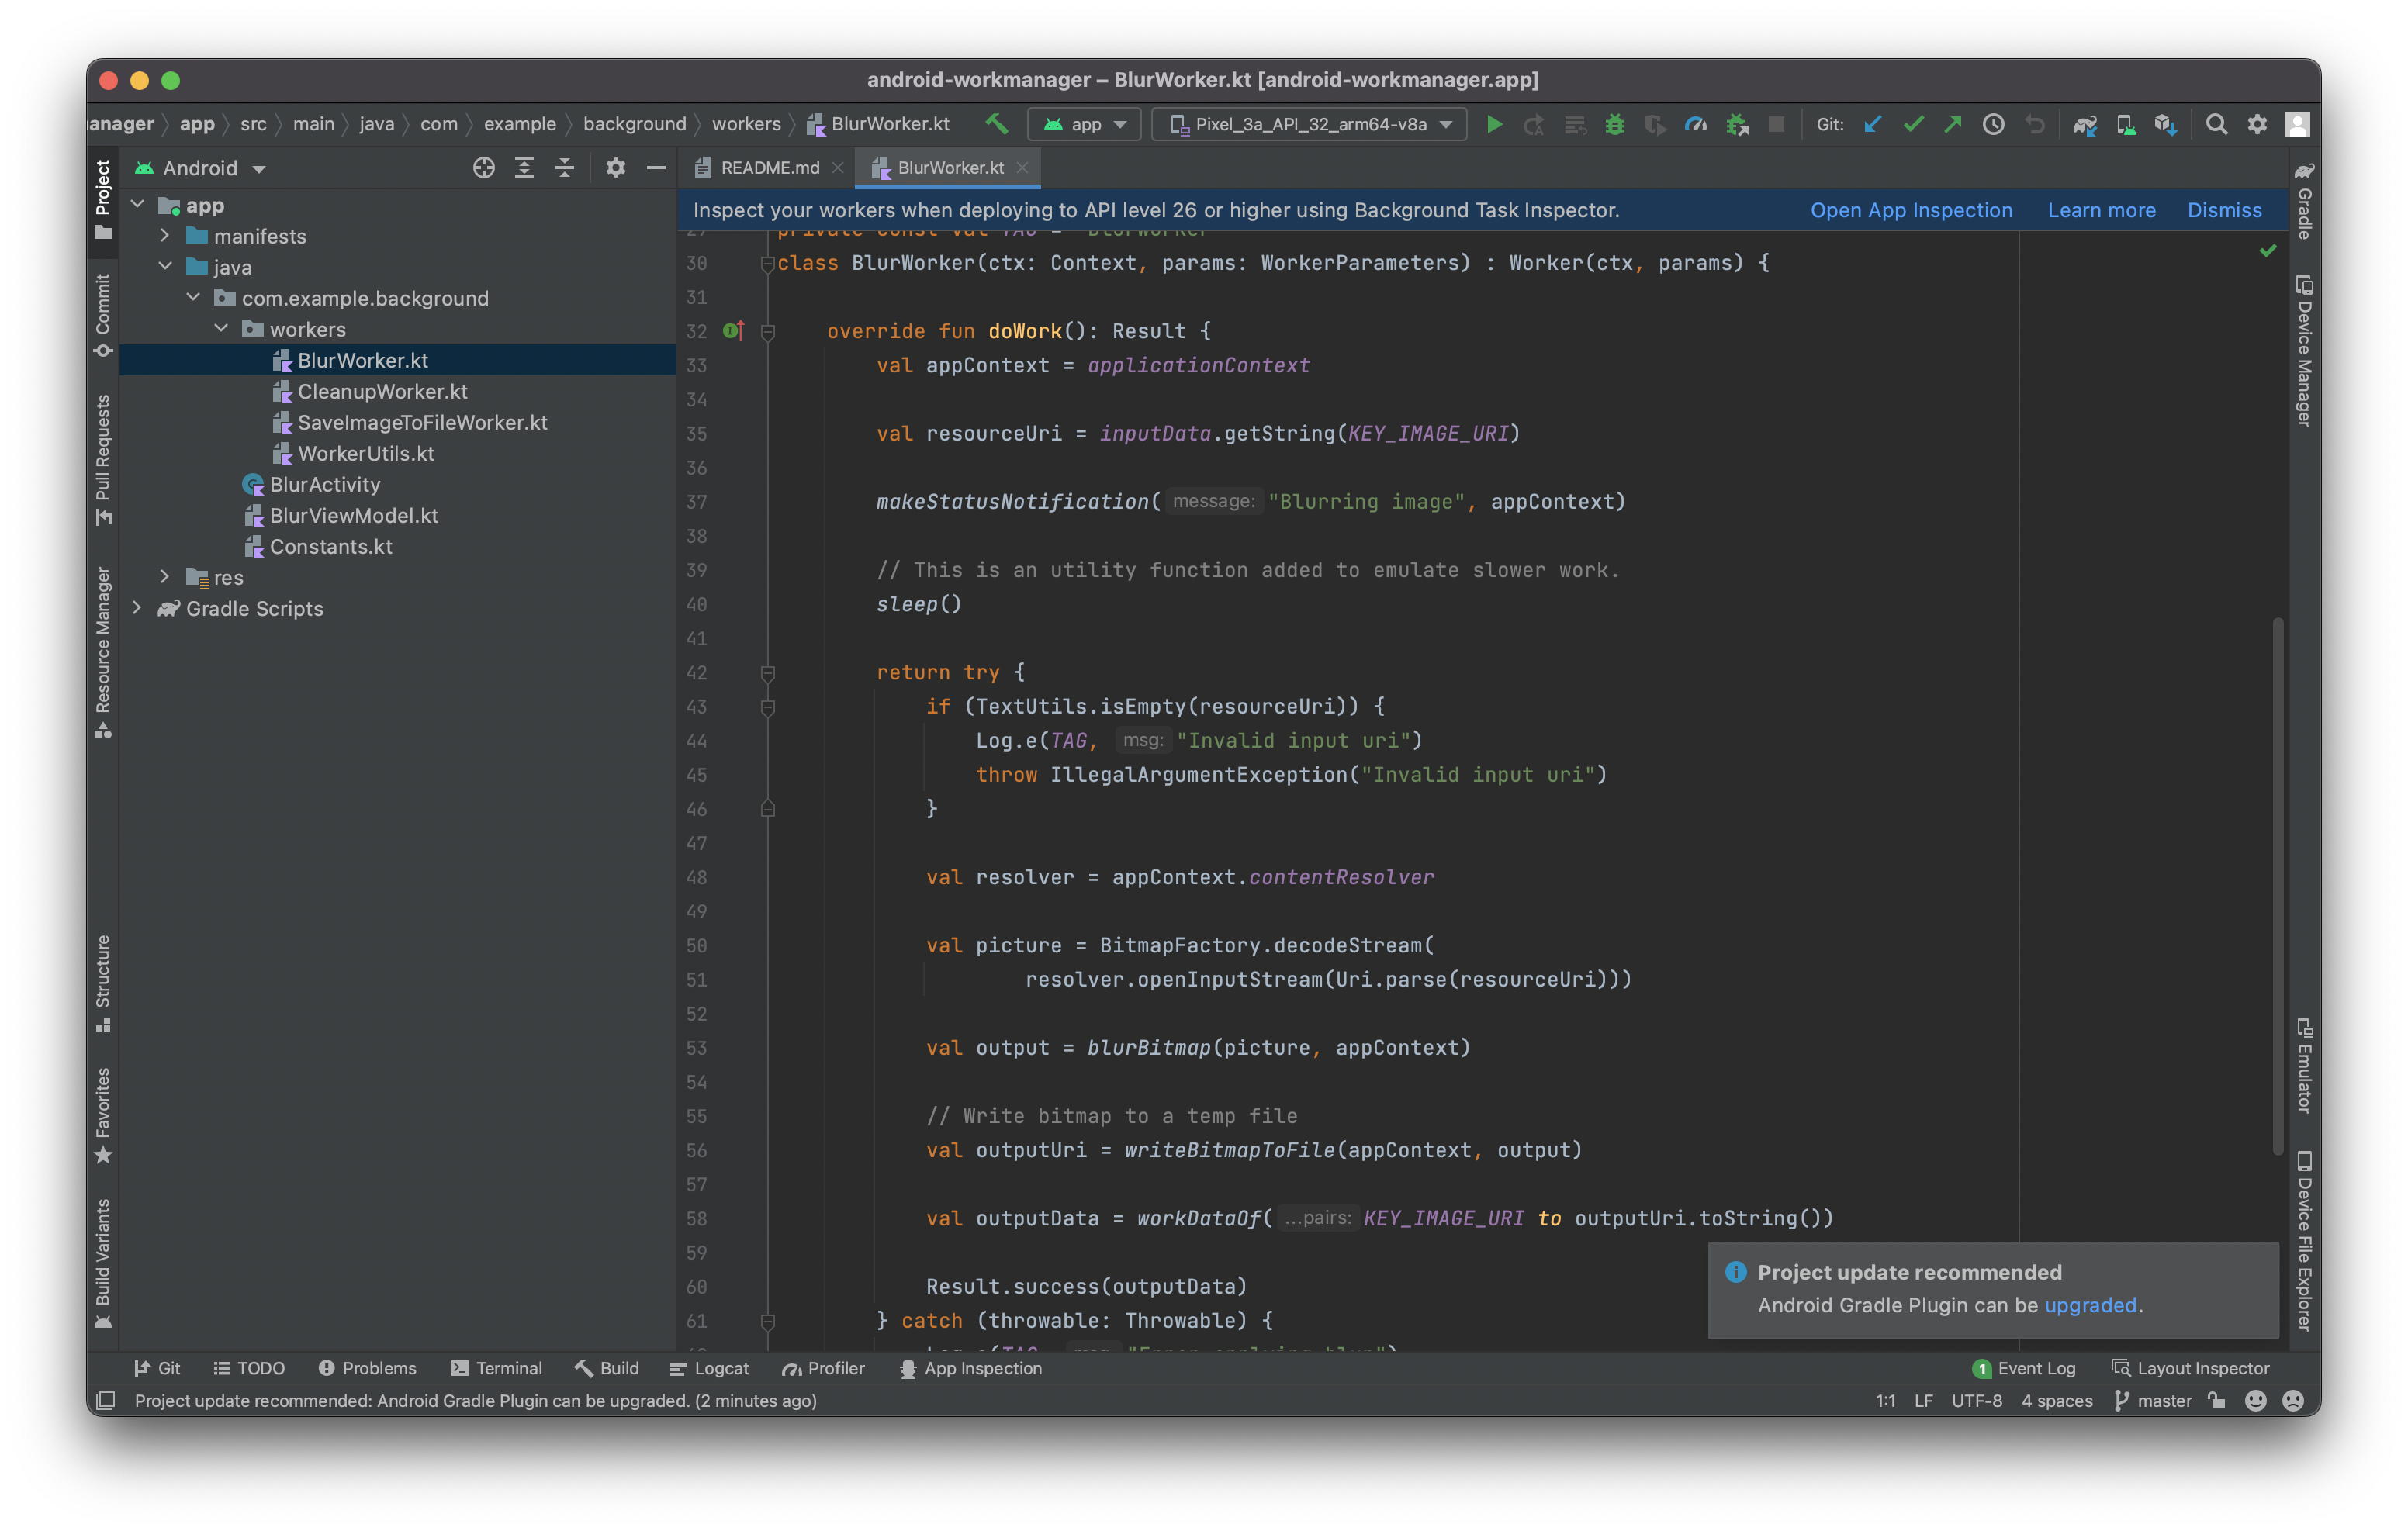 android-workmanager – BlurWorker.kt [android-workmanager.app]
anager app src main java com example background workers BlurWorker.kt app Pixel_3a_API_32_arm64-v8a Git:
Project
Commit
Pull Requests
Resource Manager
Structure
Favorites
Build Variants
Android
app
manifests
java
com.example.background
workers
BlurWorker.kt
CleanupWorker.kt
SaveImageToFileWorker.kt
WorkerUtils.kt
BlurActivity
BlurViewModel.kt
Constants.kt
res
Gradle Scripts
README.md BlurWorker.kt
Inspect your workers when deploying to API level 26 or higher using Background Task Inspector. Open App Inspection Learn more Dismiss
29 private const val TAG = "BlurWorker"
30 class BlurWorker(ctx: Context, params: WorkerParameters) : Worker(ctx, params) {
31
32 override fun doWork(): Result {
33 val appContext = applicationContext
34
35 val resourceUri = inputData.getString(KEY_IMAGE_URI)
36
37 makeStatusNotification( message: "Blurring image", appContext)
38
39 // This is an utility function added to emulate slower work.
40 sleep()
41
42 return try {
43 if (TextUtils.isEmpty(resourceUri)) {
44 Log.e(TAG, msg: "Invalid input uri")
45 throw IllegalArgumentException("Invalid input uri")
46 }
47
48 val resolver = appContext.contentResolver
49
50 val picture = BitmapFactory.decodeStream(
51 resolver.openInputStream(Uri.parse(resourceUri)))
52
53 val output = blurBitmap(picture, appContext)
54
55 // Write bitmap to a temp file
56 val outputUri = writeBitmapToFile(appContext, output)
57
58 val outputData = workDataOf( ...pairs: KEY_IMAGE_URI to outputUri.toString())
59
60 Result.success(outputData)
61 } catch (throwable: Throwable) {
Log.e(TAG, msg: "Error applying blur")
Project update recommended
Android Gradle Plugin can be upgraded.
Gradle
Device Manager
Emulator
Device File Explorer
Git TODO Problems Terminal Build Logcat Profiler App Inspection 1 Event Log Layout Inspector
Project update recommended: Android Gradle Plugin can be upgraded. (2 minutes ago) 1:1 LF UTF-8 4 spaces master